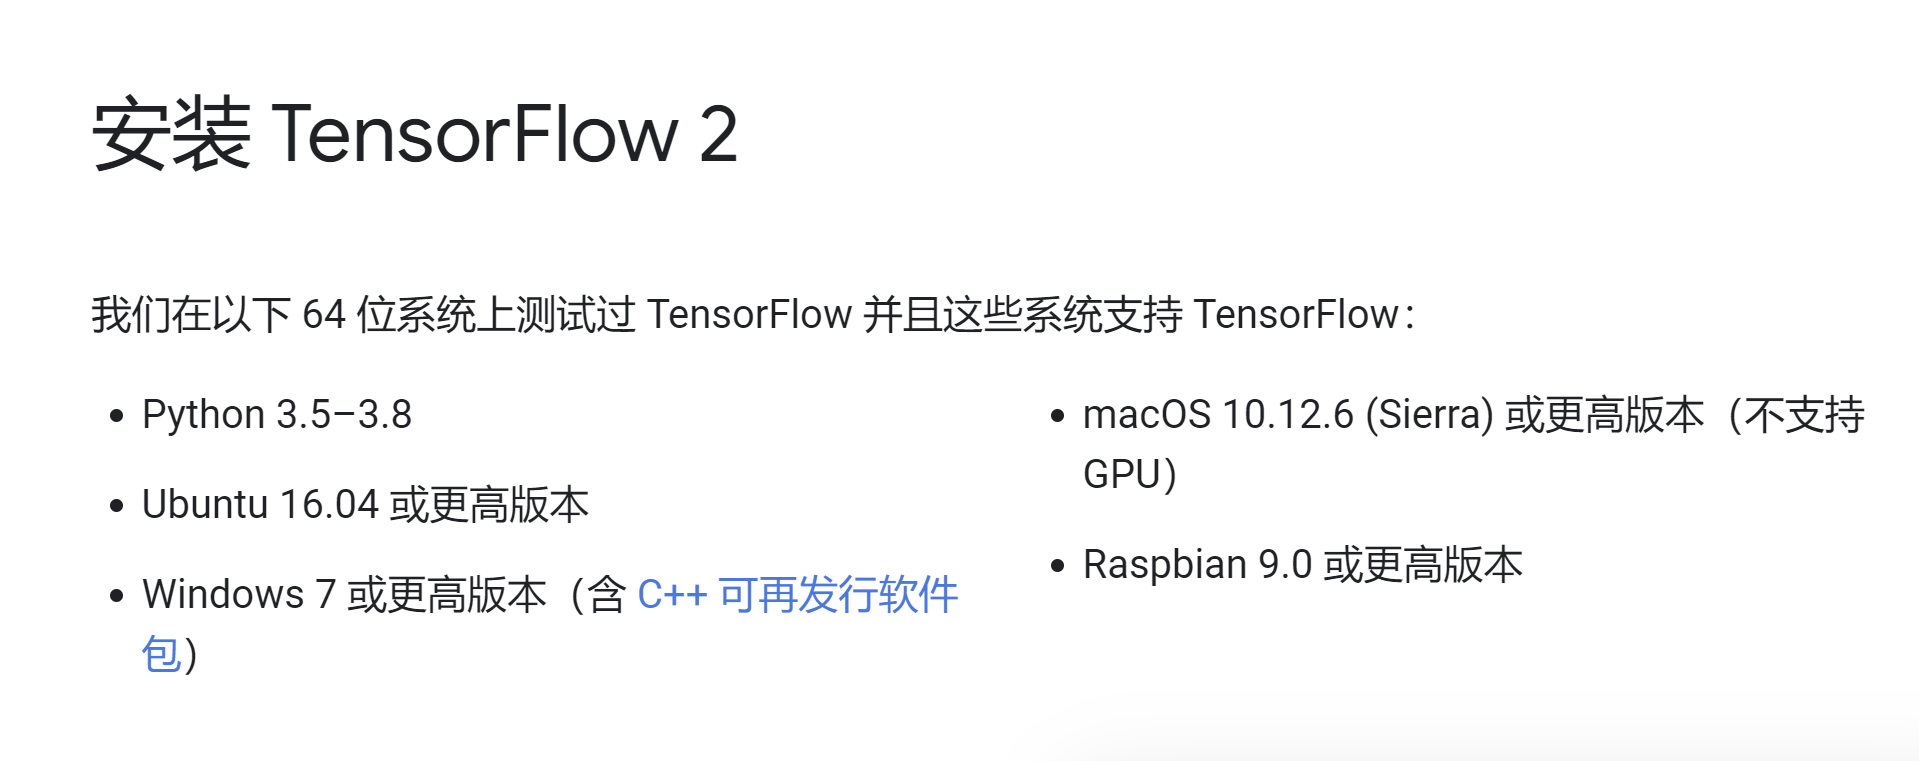 安装 TensorFlow 2
我们在以下 64 位系统上测试过 TensorFlow 并且这些系统支持 TensorFlow：
Python 3.5–3.8
Ubuntu 16.04 或更高版本
Windows 7 或更高版本（含 C++ 可再发行软件
包）
macOS 10.12.6 (Sierra) 或更高版本（不支持
GPU）
Raspbian 9.0 或更高版本